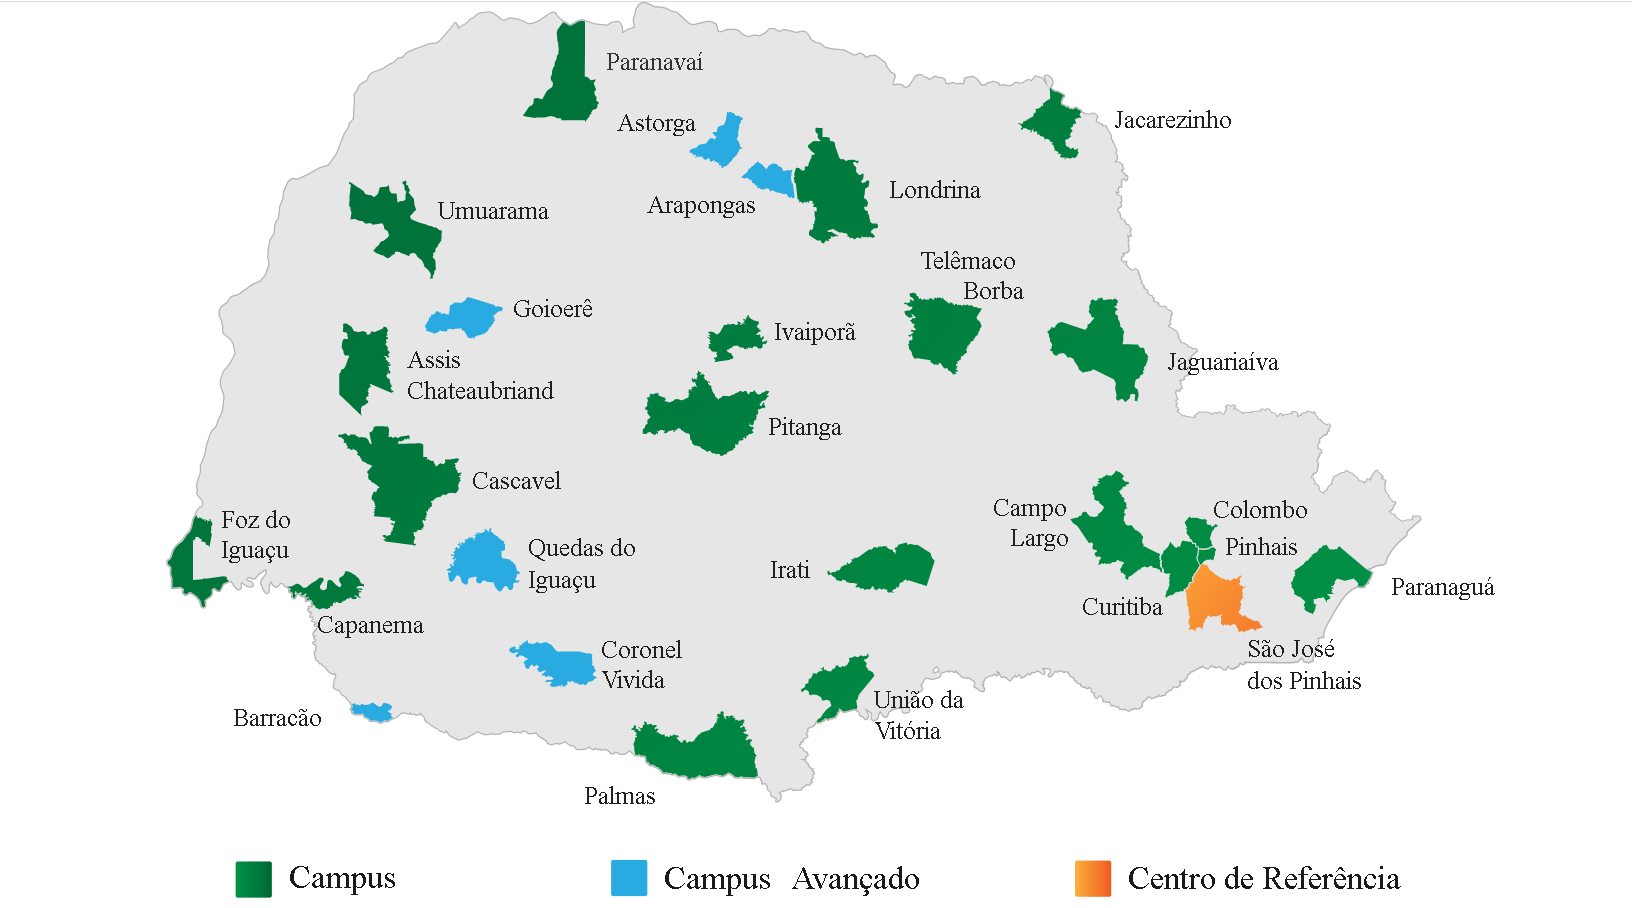 Paranavaí
Astorga
Jacarezinho
Arapongas
Londrina
Umuarama
Telêmaco
Borba
Goioerê
Ivaiporã
Assis
Chateaubriand
Jaguariaíva
Pitanga
Cascavel
Foz do
Iguaçu
Campo
Largo
Colombo
Pinhais
Quedas do
Iguaçu
Irati
Curitiba
Paranaguá
Capanema
São José
dos Pinhais
Coronel
Vivida
União da
Vitória
Barracão
Palmas
Campus
Campus Avançado
Centro de Referência